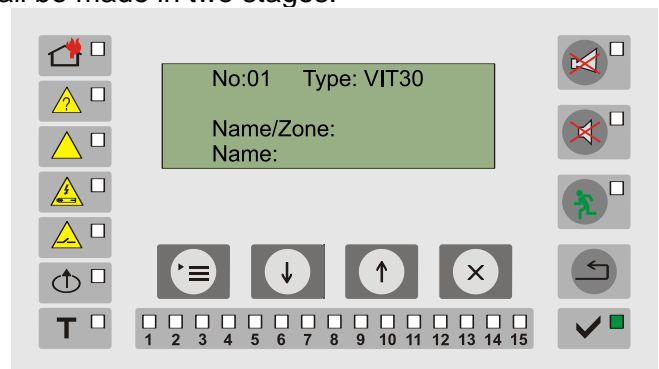 all be made in two stages.
No:01 Type: VIT30
Name/Zone:
Name:
?
T
1 2 3 4 5 6 7 8 9 10 11 12 13 14 15